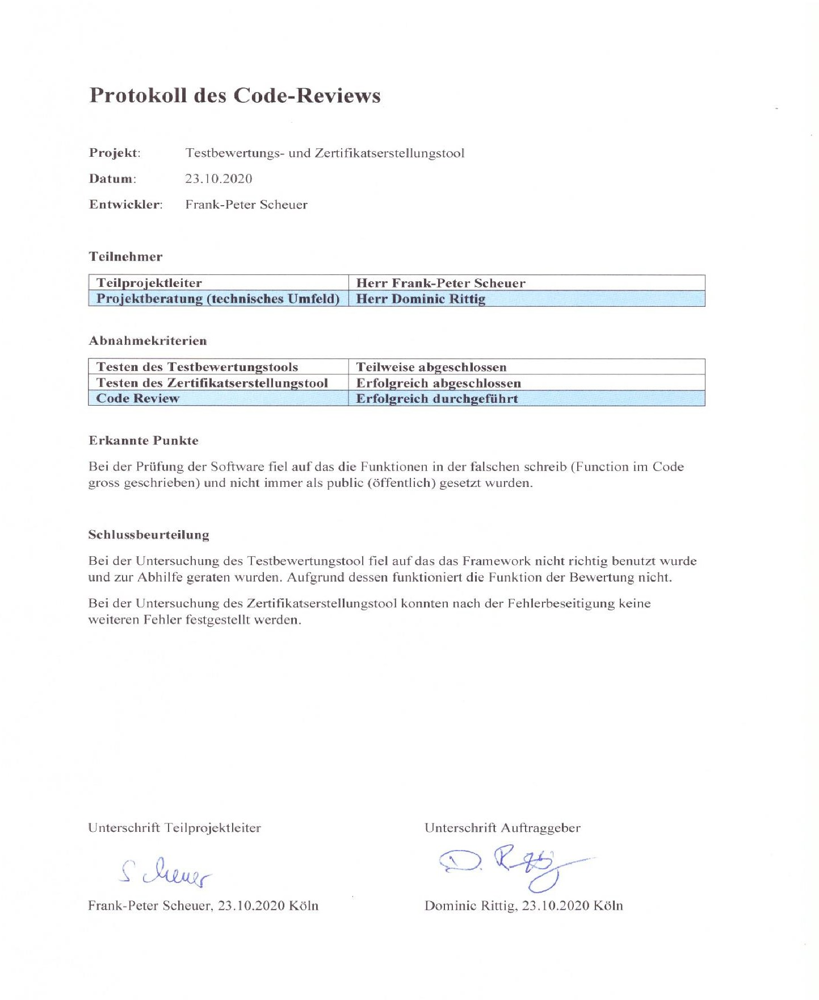 Protokoll des Code-Reviews
Projekt: Testbewertungs- und Zertifikatserstellungstool
Datum: 23.10.2020
Entwickler: Frank-Peter Scheuer
Teilnehmer
Teilprojektleiter Herr Frank-Peter Scheuer
Projektberatung (technisches Umfeld) Herr Dominic Rittig
Abnahmekriterien
Testen des Testbewertungstools Teilweise abgeschlossen
Testen des Zertifikatserstellungstool Erfolgreich abgeschlossen
Code Review Erfolgreich durchgeführt
Erkannte Punkte
Bei der Prüfung der Software fiel auf das die Funktionen in der falschen schreib (Function im Code
gross geschrieben) und nicht immer als public (öffentlich) gesetzt wurden.
Schlussbeurteilung
Bei der Untersuchung des Testbewertungstool fiel auf das das Framework nicht richtig benutzt wurde
und zur Abhilfe geraten wurden. Aufgrund dessen funktioniert die Funktion der Bewertung nicht.
Bei der Untersuchung des Zertifikatserstellungstool konnten nach der Fehlerbeseitigung keine
weiteren Fehler festgestellt werden.
Unterschrift Teilprojektleiter Unterschrift Auftraggeber
Scheuer D. Rittig
Frank-Peter Scheuer, 23.10.2020 Köln Dominic Rittig, 23.10.2020 Köln